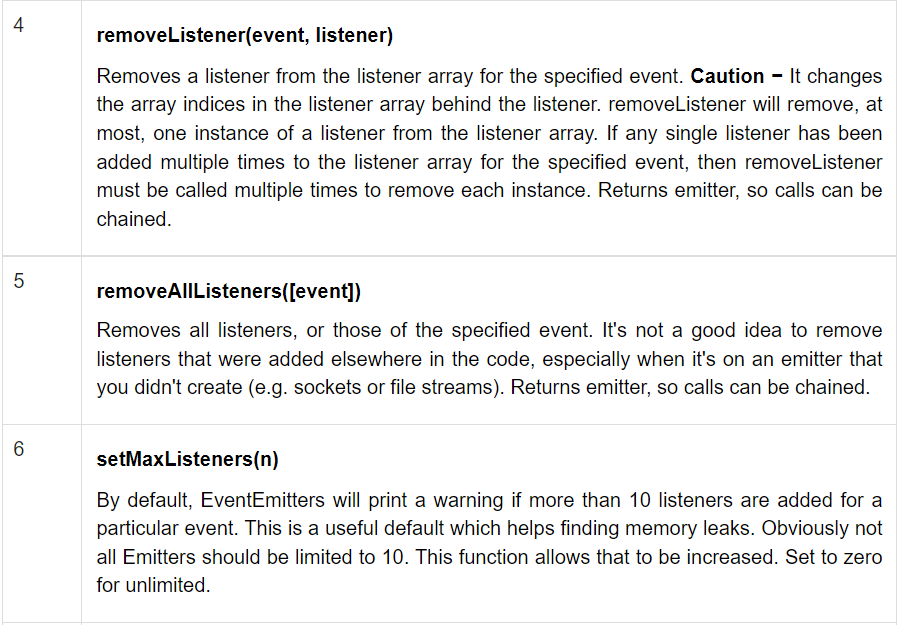 4
removeListener(event, listener)
Removes a listener from the listener array for the specified event. Caution − It changes
the array indices in the listener array behind the listener. removeListener will remove, at
most, one instance of a listener from the listener array. If any single listener has been
added multiple times to the listener array for the specified event, then removeListener
must be called multiple times to remove each instance. Returns emitter, so calls can be
chained.
5
removeAllListeners([event])
Removes all listeners, or those of the specified event. It's not a good idea to remove
listeners that were added elsewhere in the code, especially when it's on an emitter that
you didn't create (e.g. sockets or file streams). Returns emitter, so calls can be chained.
6
setMaxListeners(n)
By default, EventEmitters will print a warning if more than 10 listeners are added for a
particular event. This is a useful default which helps finding memory leaks. Obviously not
all Emitters should be limited to 10. This function allows that to be increased. Set to zero
for unlimited.